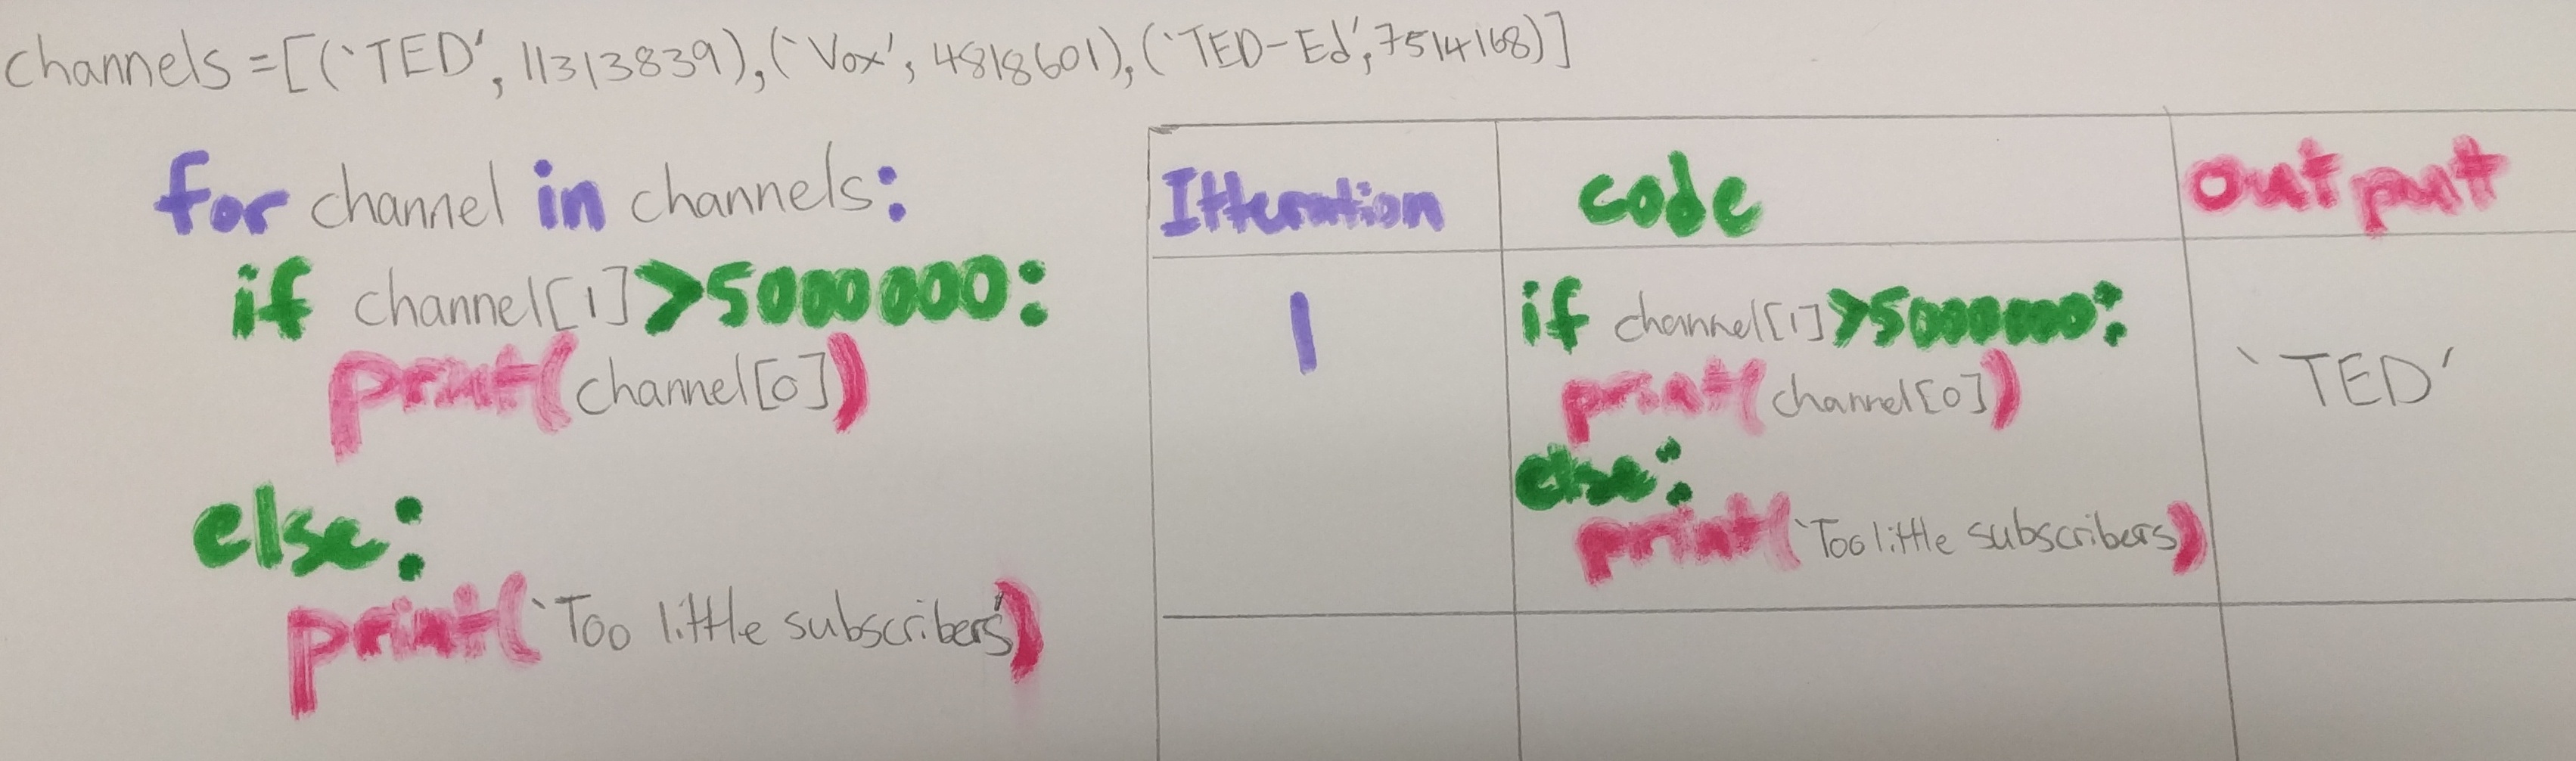 channels=[(`TED', 11313839),(`Vox', 4818601),(`TED-Ed',7514168)]
for channel in channels:
if channel[1]>5000000:
print(channel[0])
else:
print(`Too little subscribers')
Itteration code output
1
if channel[1]>5000000:
print(channel[0])
else:
print(`Too little subscribers)
`TED'